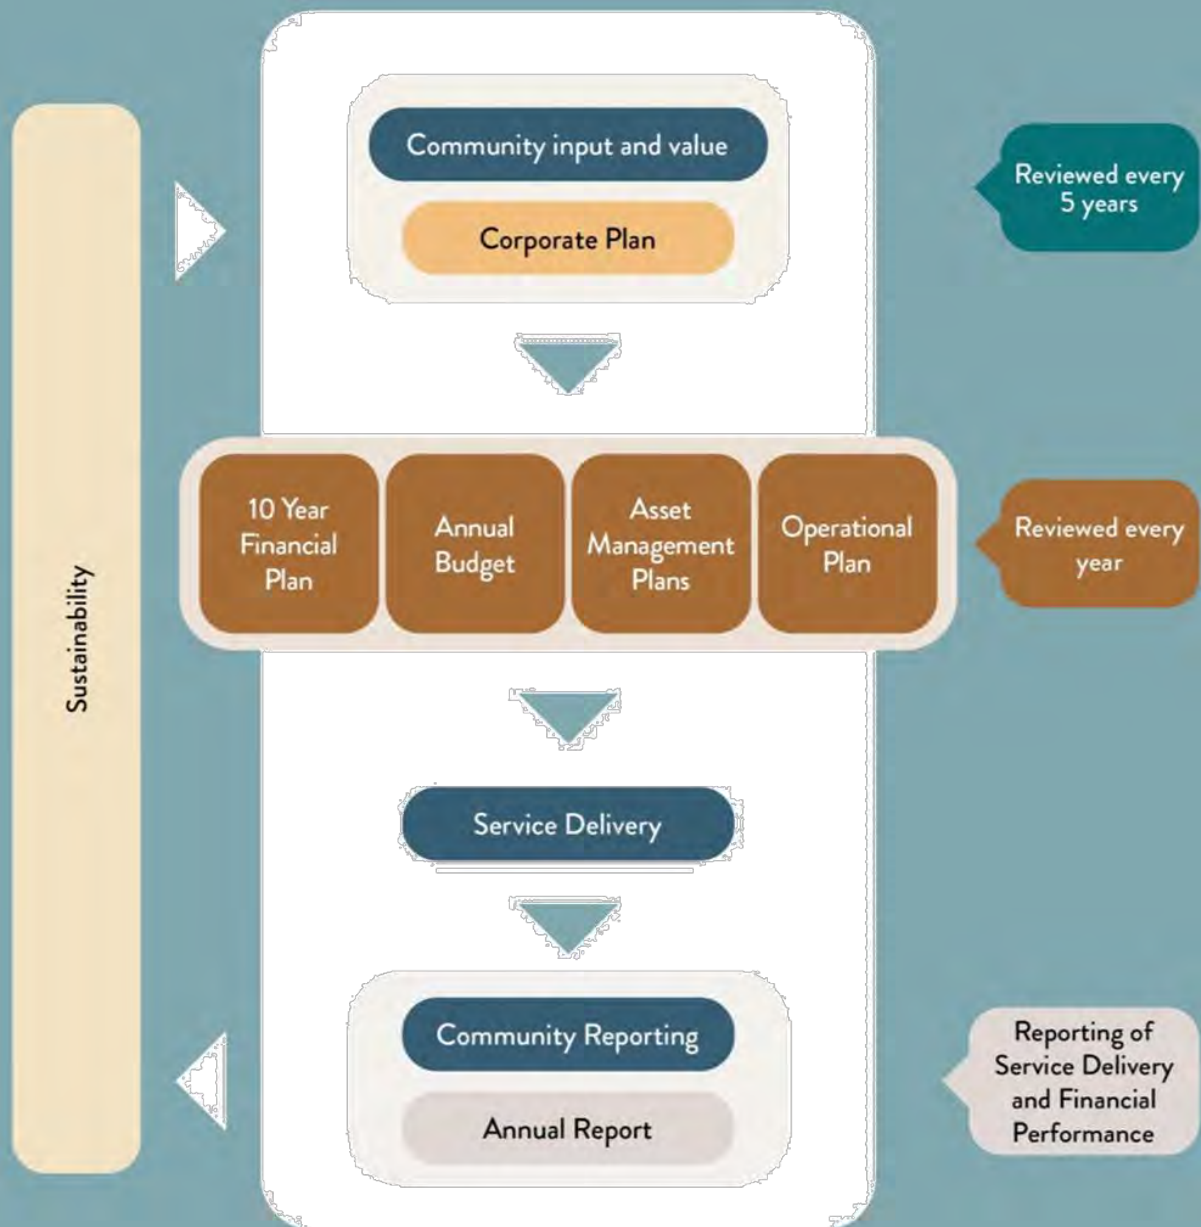 Community input and value
Corporate Plan
Reviewed every
5 years
10 Year
Financial
Plan
Annual
Budget
Asset
Management
Plans
Operational
Plan
Reviewed every
year
Sustainability
Service Delivery
Community Reporting
Annual Report
Reporting of
Service Delivery
and Financial
Performance